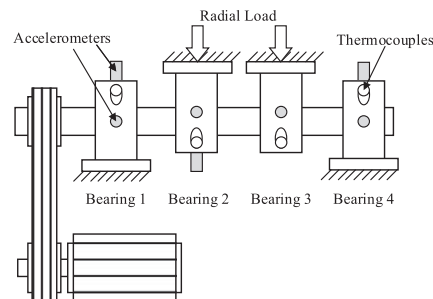 Radial Load
Accelerometers
Thermocouples
Bearing 1 Bearing 2 Bearing 3 Bearing 4